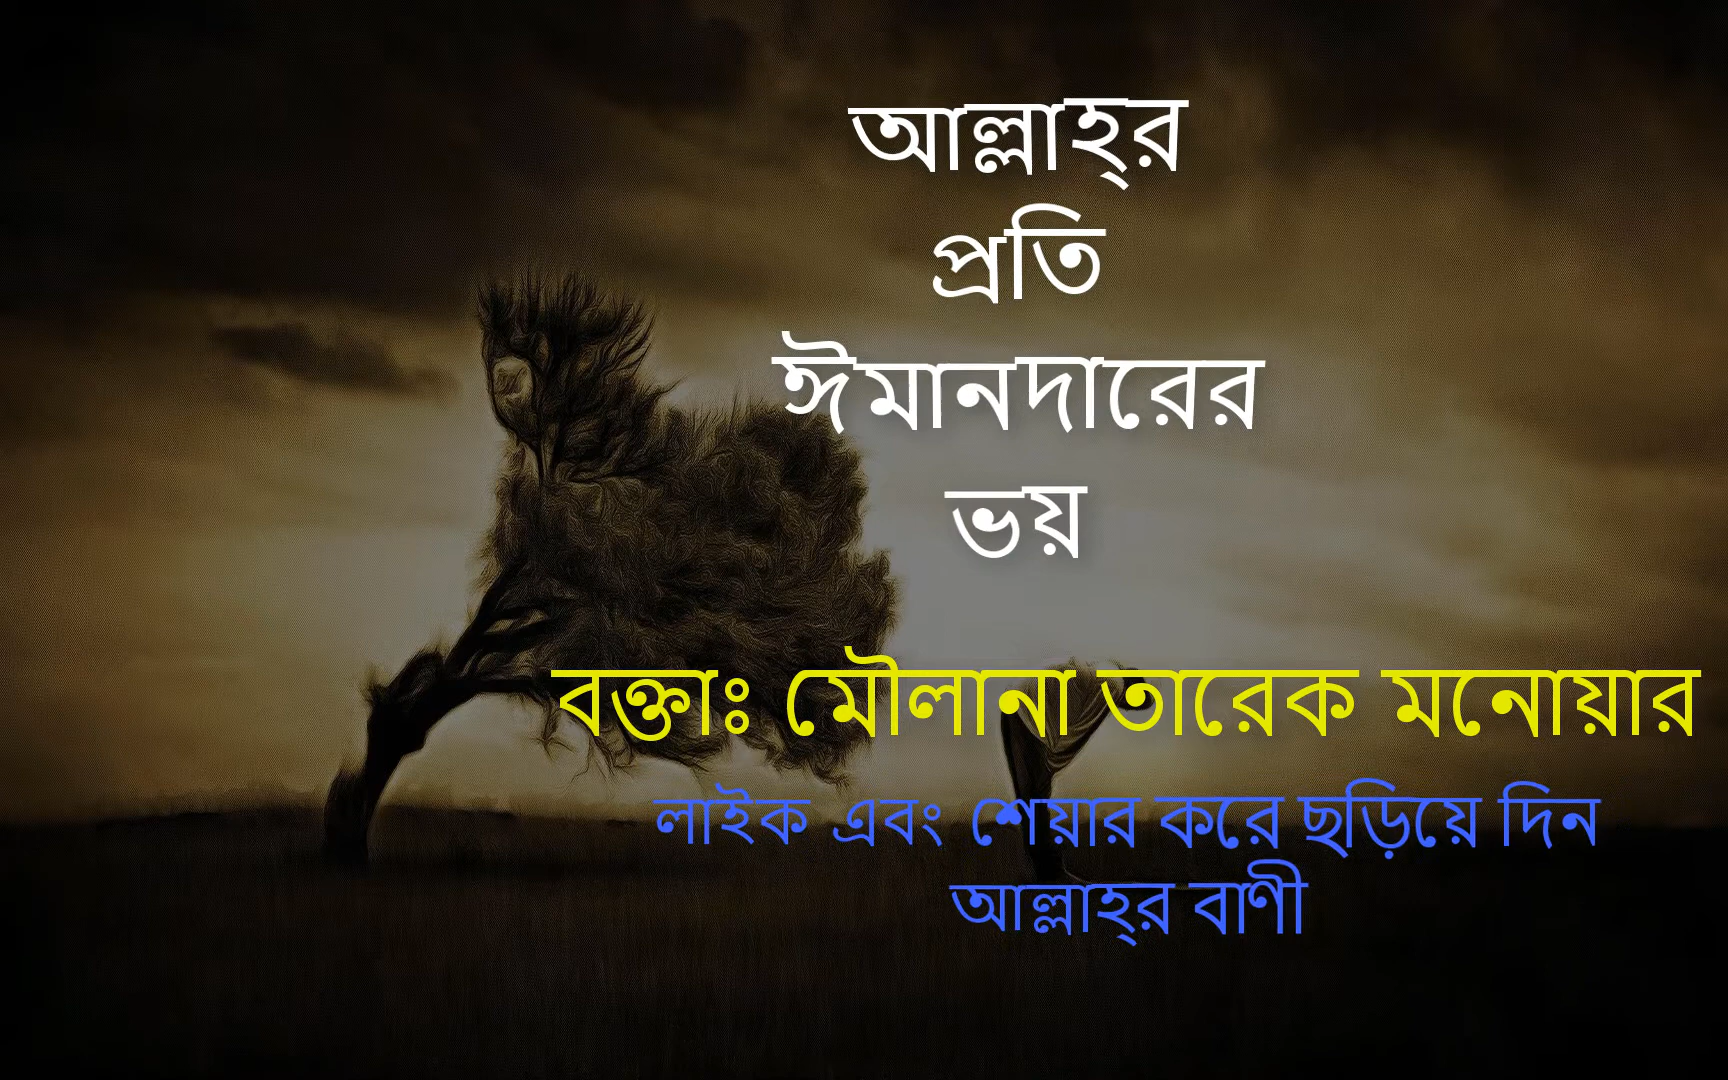 আল্লাহ্‌র
প্রতি
ঈমানদারের
ভয়
বক্তাঃ মৌলানা তারেক মনোয়ার
লাইক এবং শেয়ার করে ছড়িয়ে দিন
আল্লাহ্‌র বাণী